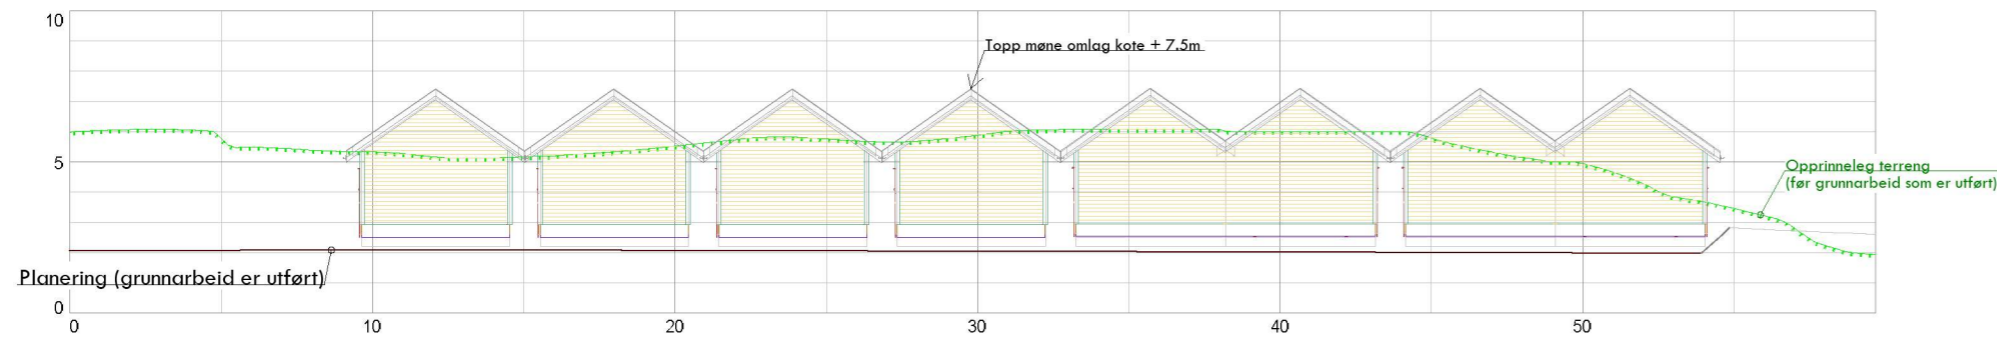 10
Topp møne omlag kote + 7.5m
5
Opprinneleg terreng
(før grunnarbeid som er utført)
Planering (grunnarbeid er utført)
0
0 10 20 30 40 50